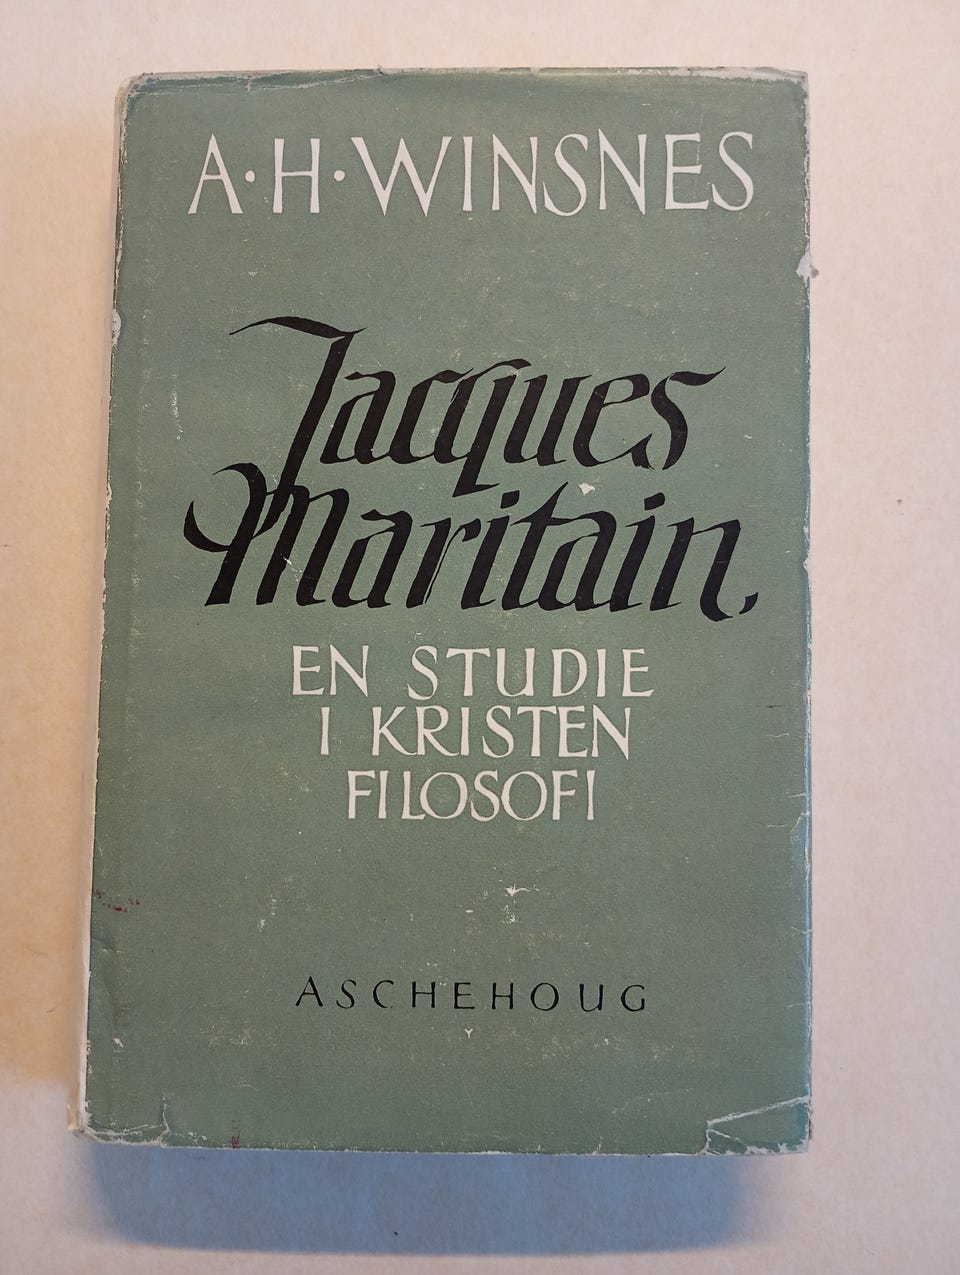 A·H·WINSNES
Jacques
Maritain,
EN STUDIE
I KRISTEN
FILOSOFI
ASCHEHOUG